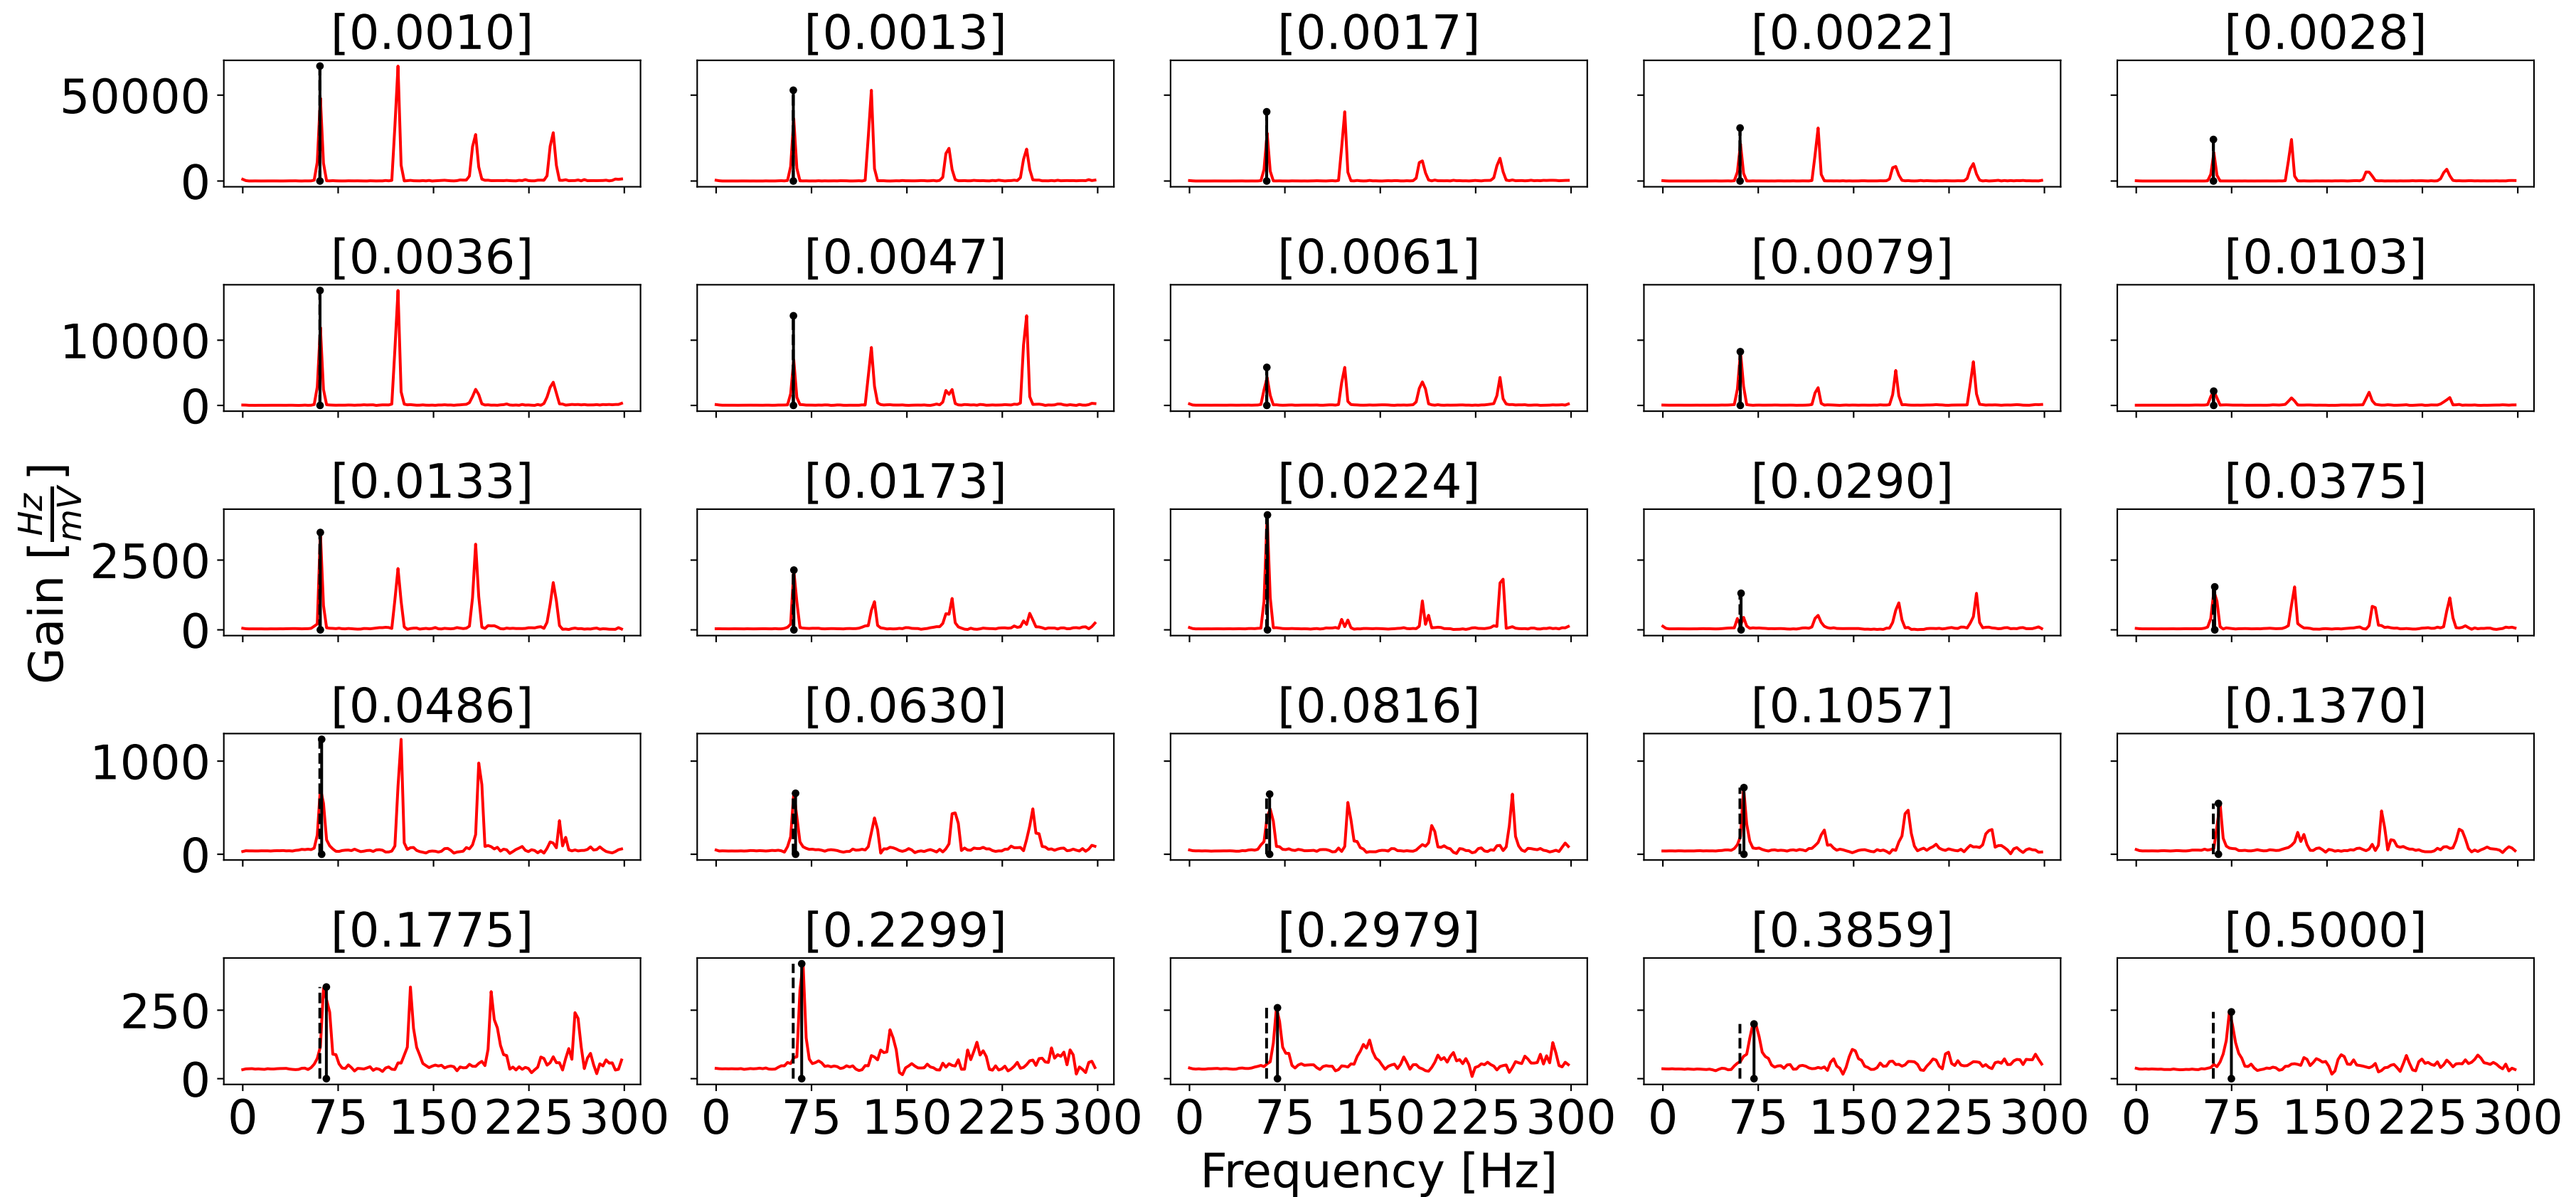 [0.0010] [0.0013] [0.0017] [0.0022] [0.0028]
50000
0
[0.0036] [0.0047] [0.0061] [0.0079] [0.0103]
10000
0
[0.0133] [0.0173] [0.0224] [0.0290] [0.0375]
2500
0
Gain [Hz/mV]
[0.0486] [0.0630] [0.0816] [0.1057] [0.1370]
1000
0
[0.1775] [0.2299] [0.2979] [0.3859] [0.5000]
250
0
0 75 150 225 300 0 75 150 225 300 0 75 150 225 300 0 75 150 225 300 0 75 150 225 300
Frequency [Hz]